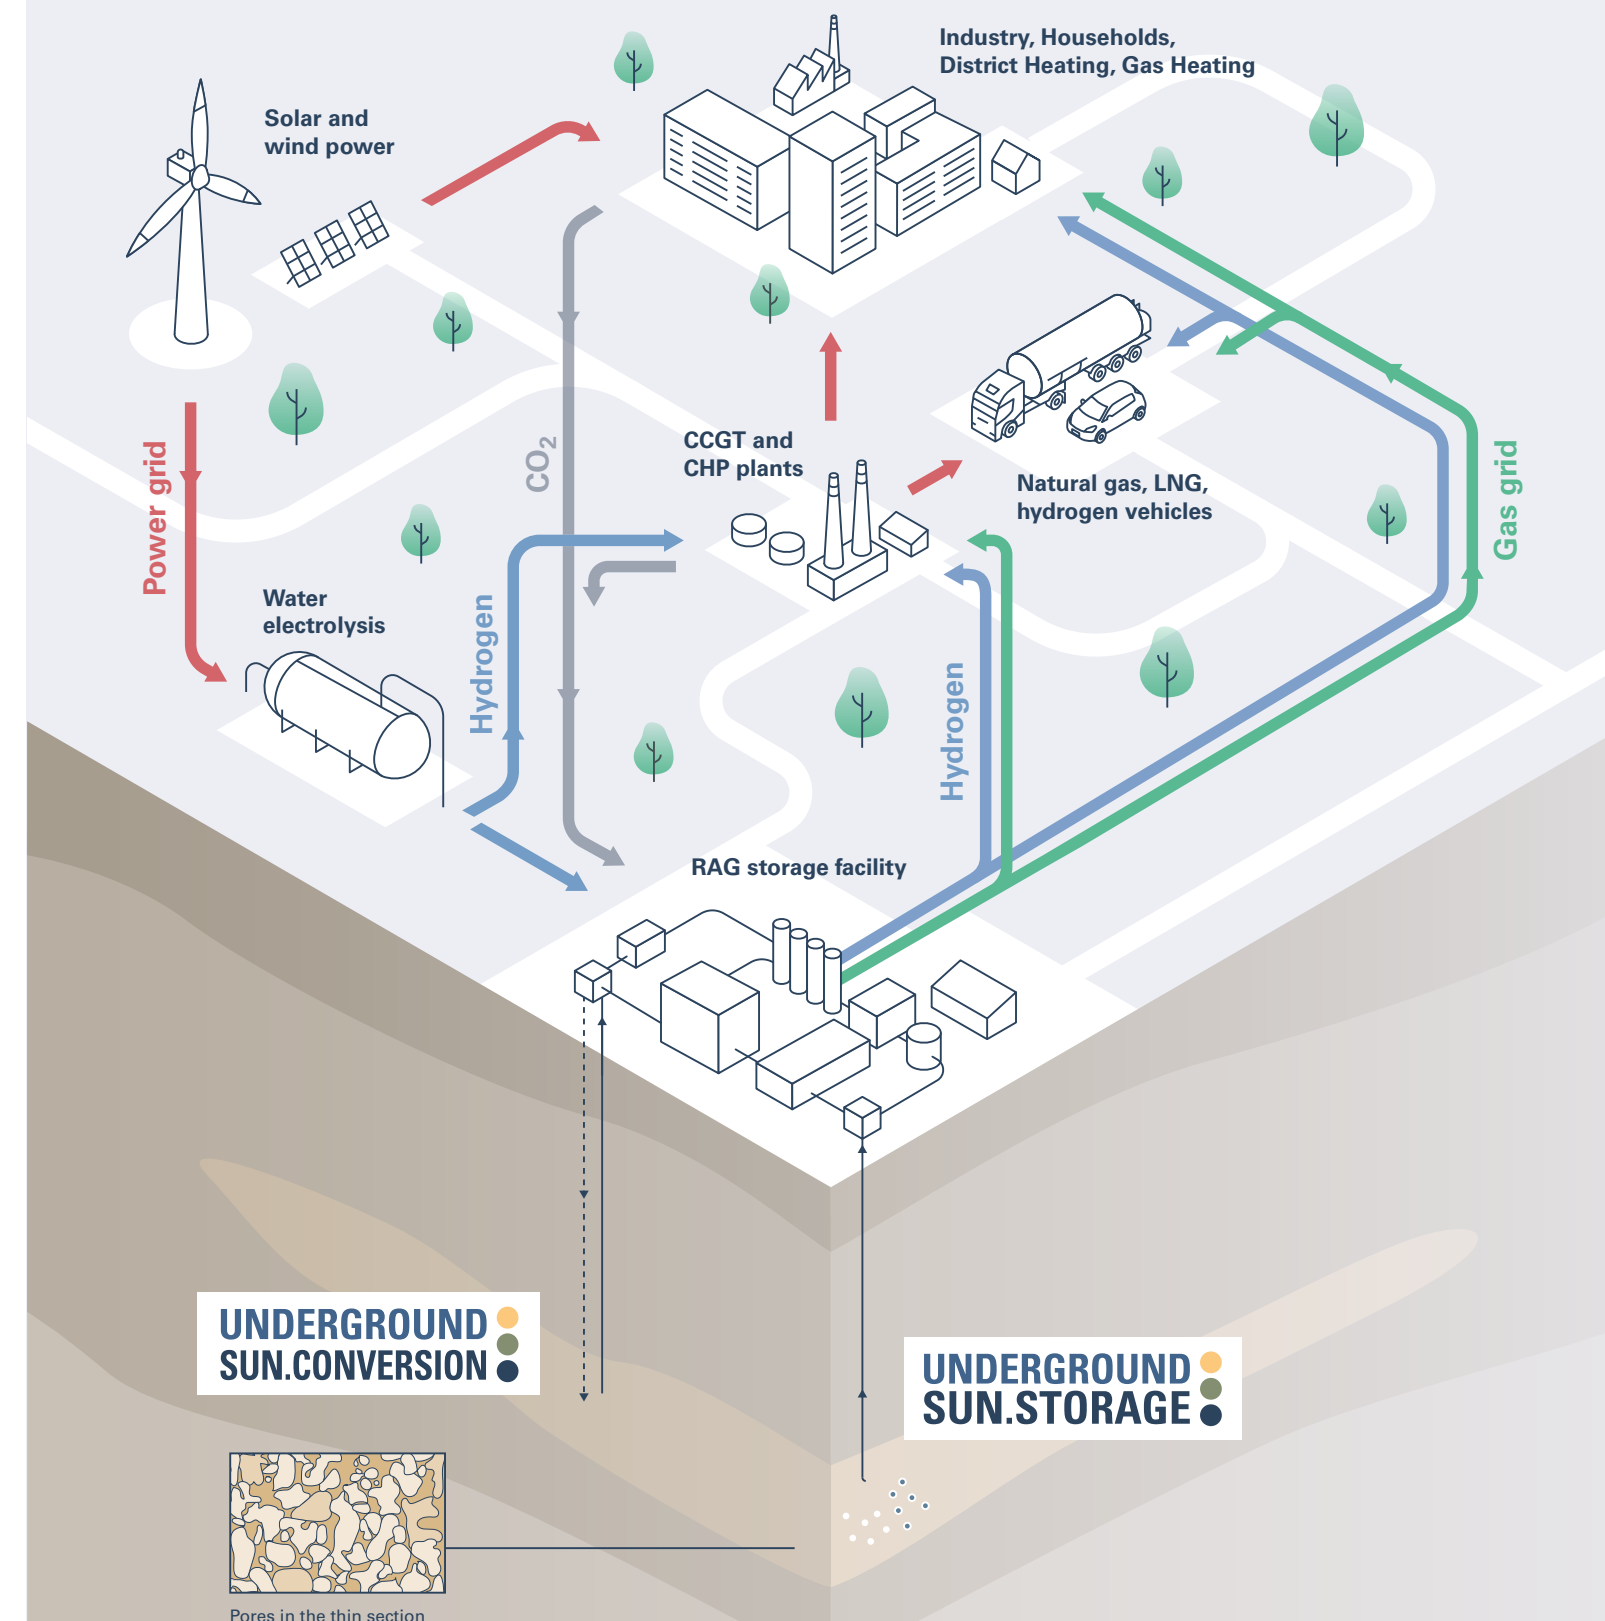 Industry, Households,
District Heating, Gas Heating
Solar and
wind power
CCGT and
CHP plants
Natural gas, LNG,
hydrogen vehicles
Power grid
CO₂
Gas grid
Water
electrolysis
Hydrogen
Hydrogen
RAG storage facility
UNDERGROUND
SUN.CONVERSION
UNDERGROUND
SUN.STORAGE
Pores in the thin section